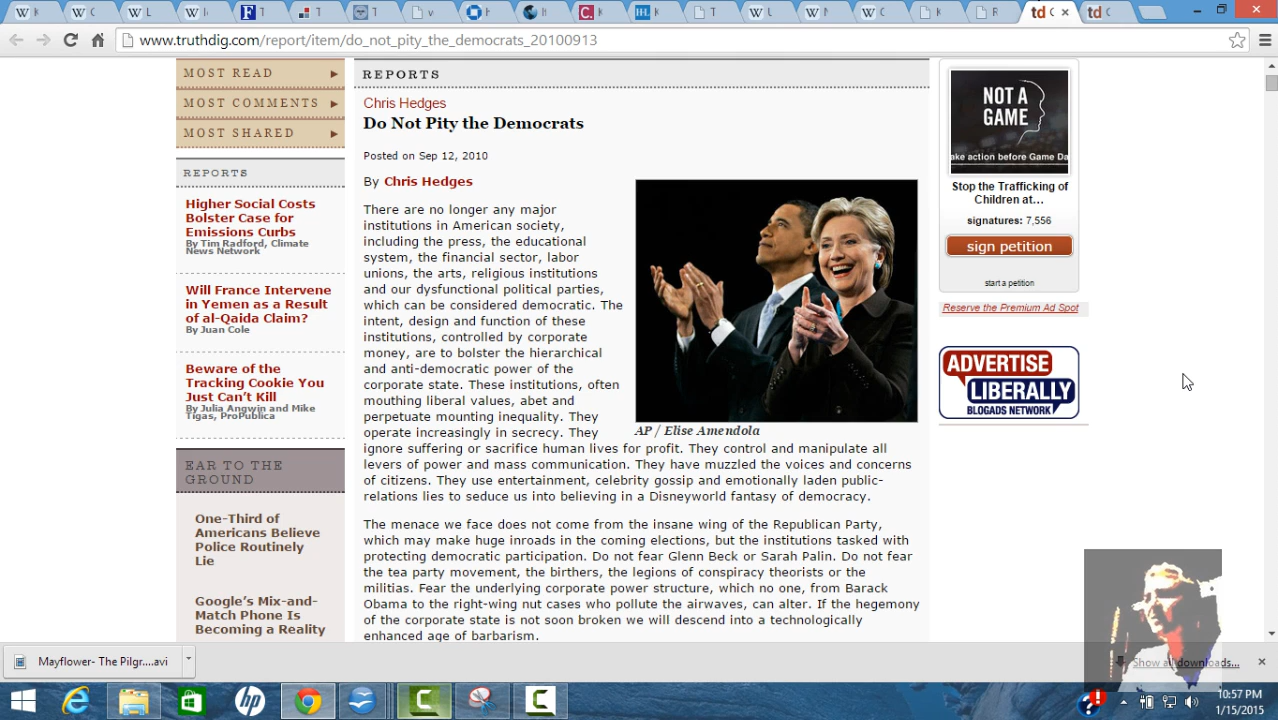 www.truthdig.com/report/item/do_not_pity_the_democrats_20100913
MOST READ
MOST COMMENTS
MOST SHARED
REPORTS
Higher Social Costs
Bolster Case for
Emissions Curbs
By Tim Radford, Climate
News Network
Will France Intervene
in Yemen as a Result
of al-Qaida Claim?
By Juan Cole
Beware of the
Tracking Cookie You
Just Can't Kill
By Julia Angwin and Mike
Tigas, ProPublica
EAR TO THE
GROUND
One-Third of
Americans Believe
Police Routinely
Lie
Google's Mix-and-
Match Phone Is
Becoming a Reality
REPORTS
Chris Hedges
Do Not Pity the Democrats
Posted on Sep 12, 2010
By Chris Hedges
There are no longer any major
institutions in American society,
including the press, the educational
system, the financial sector, labor
unions, the arts, religious institutions
and our dysfunctional political parties,
which can be considered democratic. The
intent, design and function of these
institutions, controlled by corporate
money, are to bolster the hierarchical
and anti-democratic power of the
corporate state. These institutions, often
mouthing liberal values, abet and
perpetuate mounting inequality. They
operate increasingly in secrecy. They
ignore suffering or sacrifice human lives for profit. They control and manipulate all
levers of power and mass communication. They have muzzled the voices and concerns
of citizens. They use entertainment, celebrity gossip and emotionally laden public-
relations lies to seduce us into believing in a Disneyworld fantasy of democracy.
AP / Elise Amendola
The menace we face does not come from the insane wing of the Republican Party,
which may make huge inroads in the coming elections, but the institutions tasked with
protecting democratic participation. Do not fear Glenn Beck or Sarah Palin. Do not fear
the tea party movement, the birthers, the legions of conspiracy theorists or the
militias. Fear the underlying corporate power structure, which no one, from Barack
Obama to the right-wing nut cases who pollute the airwaves, can alter. If the hegemony
of the corporate state is not soon broken we will descend into a technologically
enhanced age of barbarism.
NOT A
GAME
ake action before Game Da
Stop the Trafficking of
Children at...
signatures: 7,556
sign petition
start a petition
Reserve the Premium Ad Spot
ADVERTISE
LIBERALLY
BLOGADS NETWORK
Mayflower- The Pilgr....avi
Show all downloads...
10:57 PM
1/15/2015